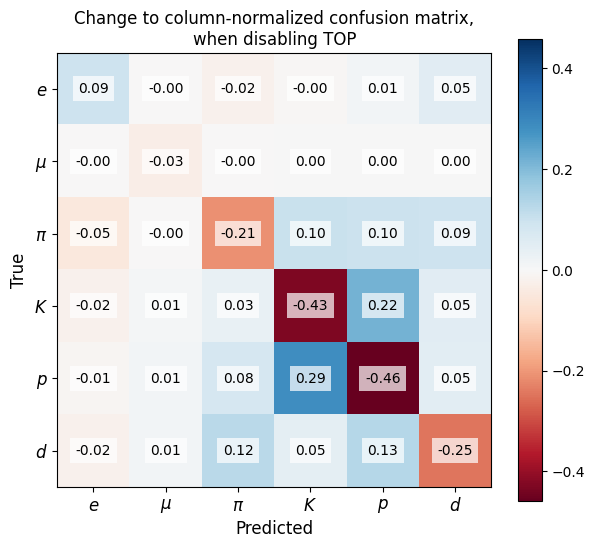 Change to column-normalized confusion matrix,
when disabling TOP
e 0.09 -0.00 -0.02 -0.00 0.01 0.05
μ -0.00 -0.03 -0.00 0.00 0.00 0.00
π -0.05 -0.00 -0.21 0.10 0.10 0.09
K -0.02 0.01 0.03 -0.43 0.22 0.05
p -0.01 0.01 0.08 0.29 -0.46 0.05
d -0.02 0.01 0.12 0.05 0.13 -0.25
e μ π K p d
Predicted
True
0.4
0.2
0.0
−0.2
−0.4